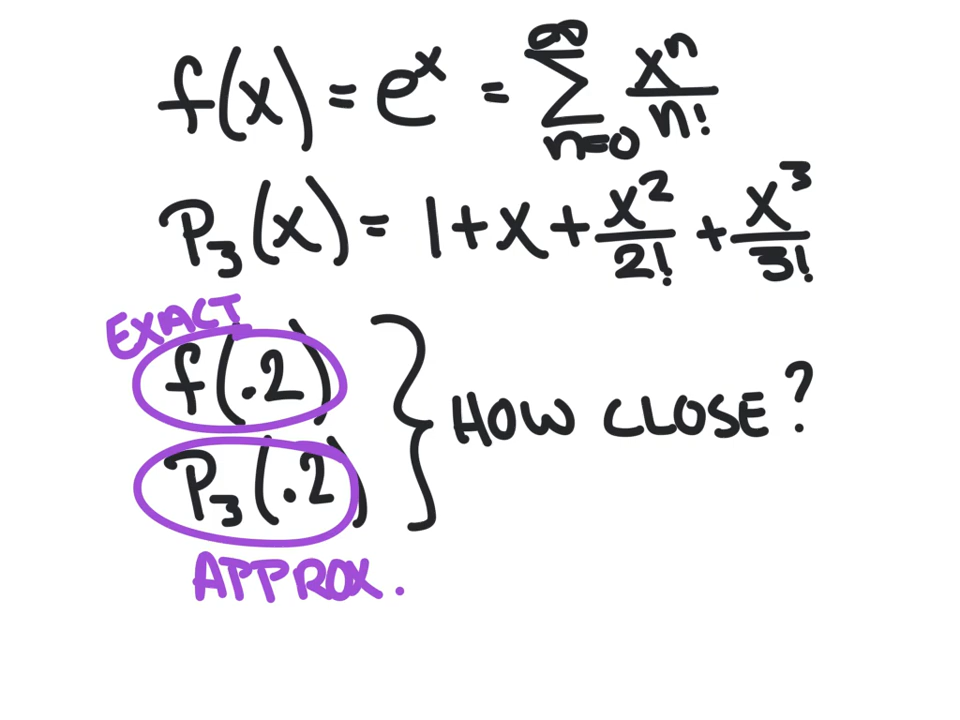 f(x) = e^x = ∑_{n=0}^{∞} x^n/n!
P_3(x) = 1 + x + x^2/2! + x^3/3!
EXACT
f(.2)
HOW CLOSE?
P_3(.2)
APPROX.